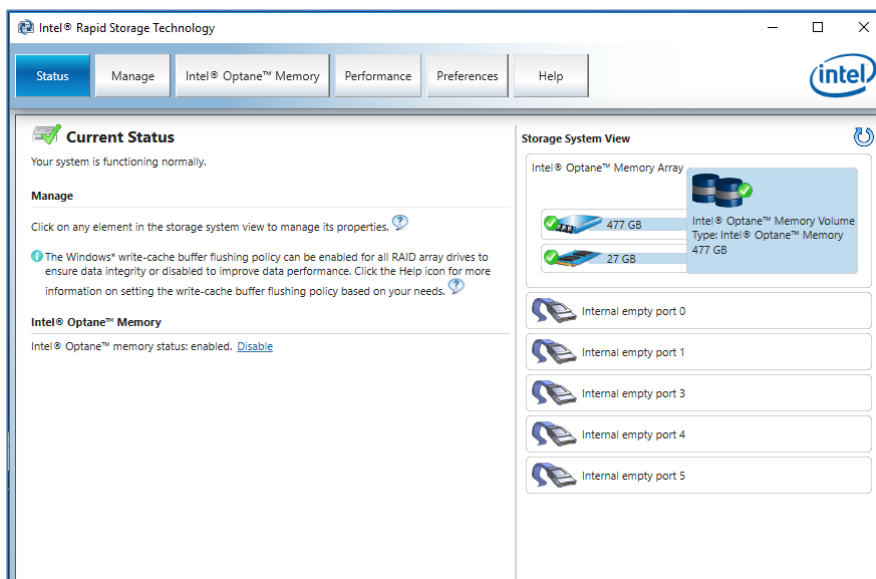 Intel® Rapid Storage Technology
Status
Manage
Intel® Optane™ Memory
Performance
Preferences
Help
intel
Current Status
Your system is functioning normally.
Manage
Click on any element in the storage system view to manage its properties.
The Windows* write-cache buffer flushing policy can be enabled for all RAID array drives to
ensure data integrity or disabled to improve data performance. Click the Help icon for more
information on setting the write-cache buffer flushing policy based on your needs.
Intel® Optane™ Memory
Intel® Optane™ memory status: enabled. Disable
Storage System View
Intel® Optane™ Memory Array
477 GB
27 GB
Intel® Optane™ Memory Volume
Type: Intel® Optane™ Memory
477 GB
Internal empty port 0
Internal empty port 1
Internal empty port 3
Internal empty port 4
Internal empty port 5